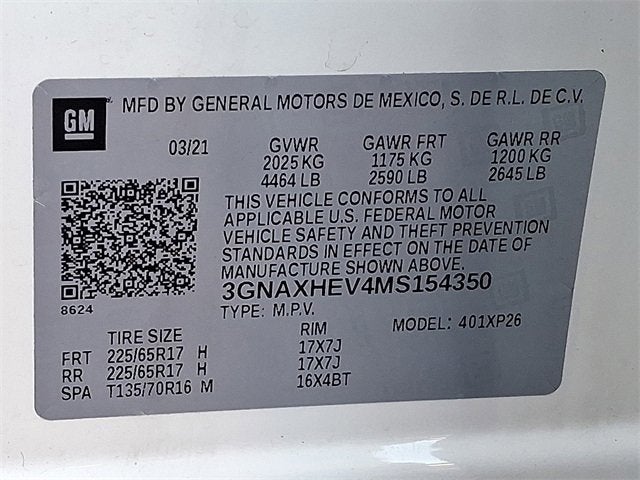 GM MFD BY GENERAL MOTORS DE MEXICO, S. DE R.L. DE C.V.
03/21 GVWR GAWR FRT GAWR RR
2025 KG 1175 KG 1200 KG
4464 LB 2590 LB 2645 LB
THIS VEHICLE CONFORMS TO ALL
APPLICABLE U.S. FEDERAL MOTOR
VEHICLE SAFETY AND THEFT PREVENTION
STANDARDS IN EFFECT ON THE DATE OF
MANUFACTURE SHOWN ABOVE.
3GNAXHEV4MS154350
8624 TYPE: M.P.V. MODEL: 401XP26
TIRE SIZE RIM
FRT 225/65R17 H 17X7J
RR 225/65R17 H 17X7J
SPA T135/70R16 M 16X4BT